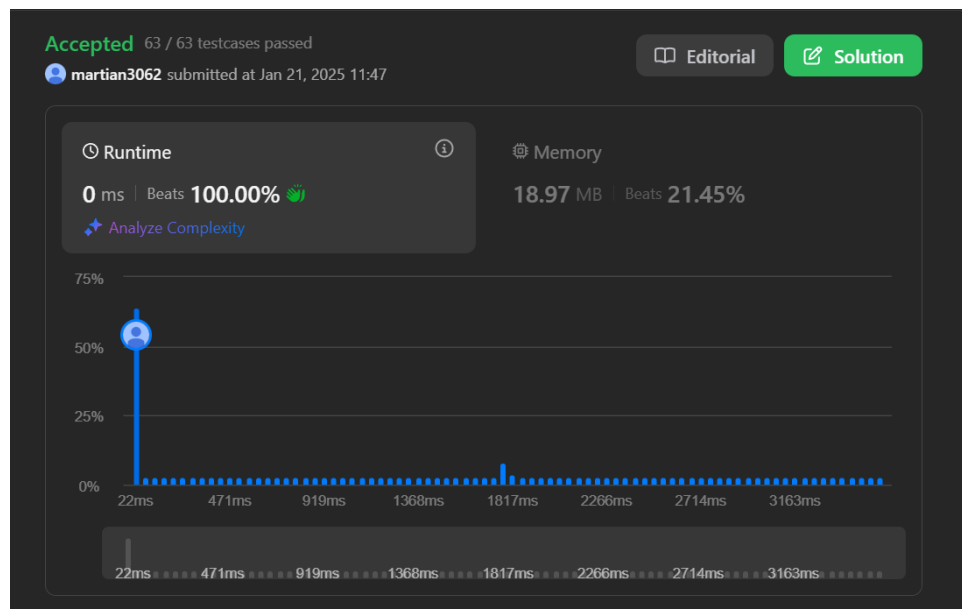 Accepted 63 / 63 testcases passed
Editorial
Solution
martian3062 submitted at Jan 21, 2025 11:47
Runtime
0 ms | Beats 100.00%
Analyze Complexity
Memory
18.97 MB | Beats 21.45%
75%
50%
25%
0%
22ms 471ms 919ms 1368ms 1817ms 2266ms 2714ms 3163ms
22ms 471ms 919ms 1368ms 1817ms 2266ms 2714ms 3163ms